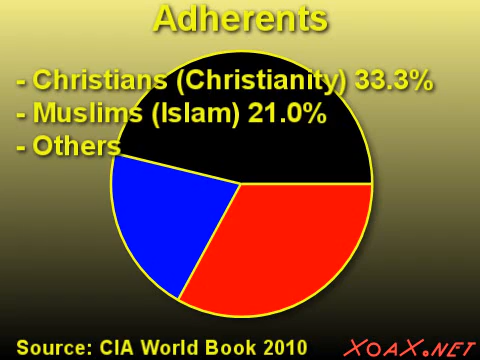 Adherents
- Christians (Christianity) 33.3%
- Muslims (Islam) 21.0%
- Others
Source: CIA World Book 2010
XOAX.NET